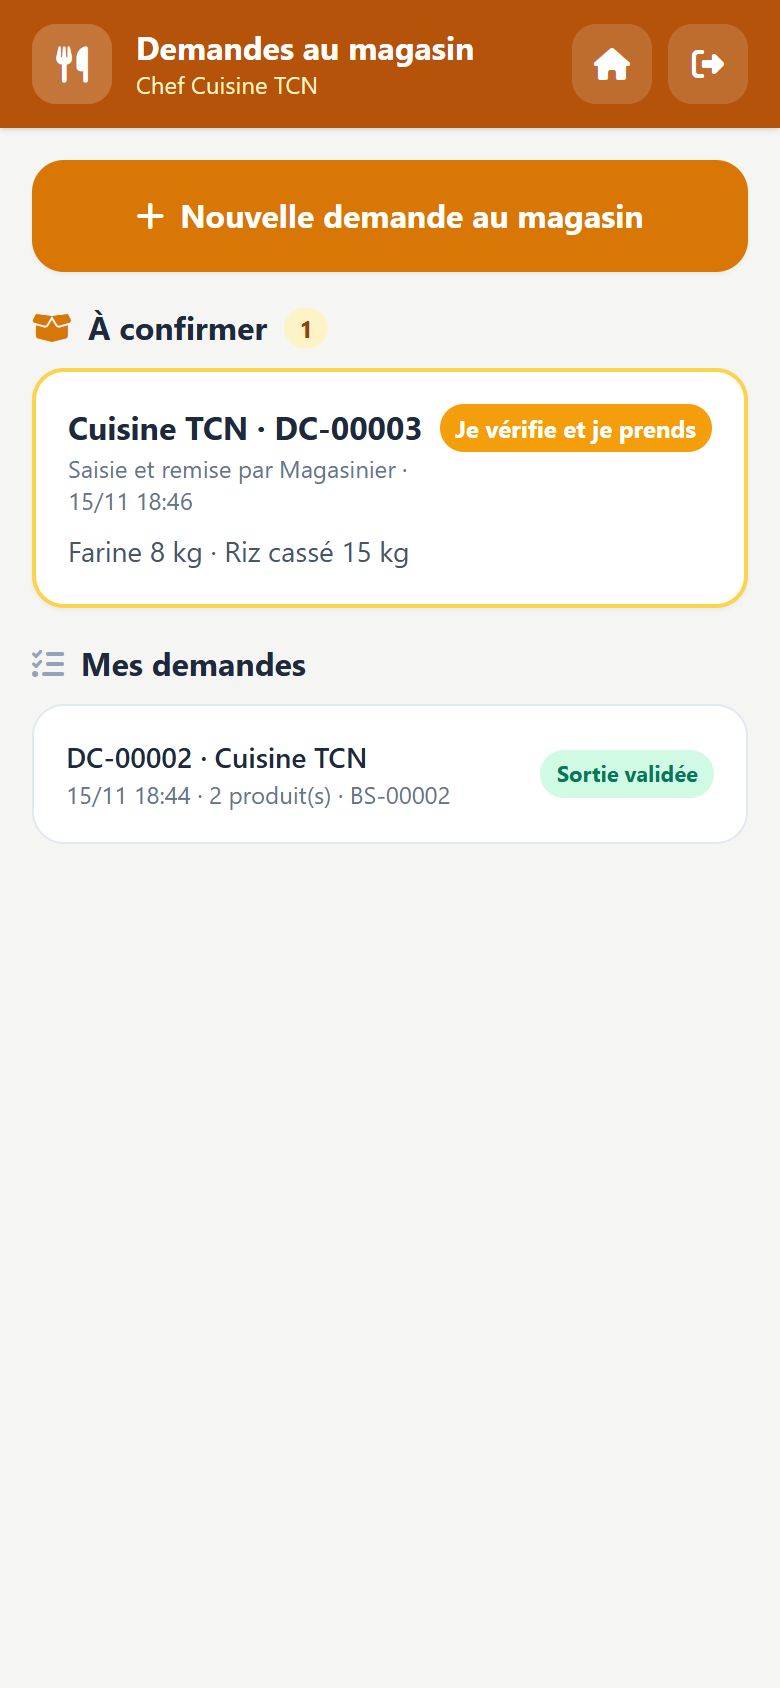 Demandes au magasin
Chef Cuisine TCN
Nouvelle demande au magasin
À confirmer 1
Cuisine TCN · DC-00003
Je vérifie et je prends
Saisie et remise par Magasinier ·
15/11 18:46
Farine 8 kg · Riz cassé 15 kg
Mes demandes
DC-00002 · Cuisine TCN
15/11 18:44 · 2 produit(s) · BS-00002
Sortie validée